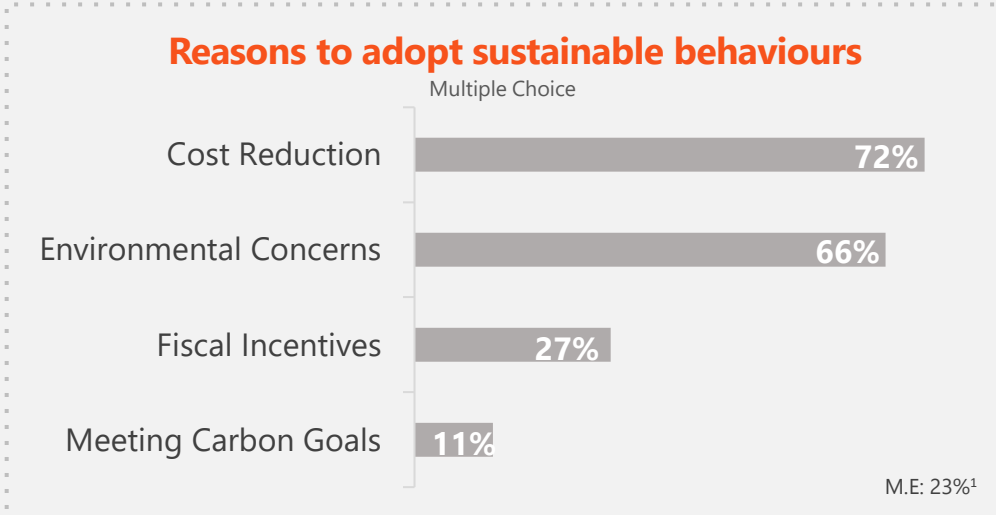 Reasons to adopt sustainable behaviours
Multiple Choice
Cost Reduction
72%
Environmental Concerns
66%
Fiscal Incentives
27%
Meeting Carbon Goals
11%
M.E: 23%¹